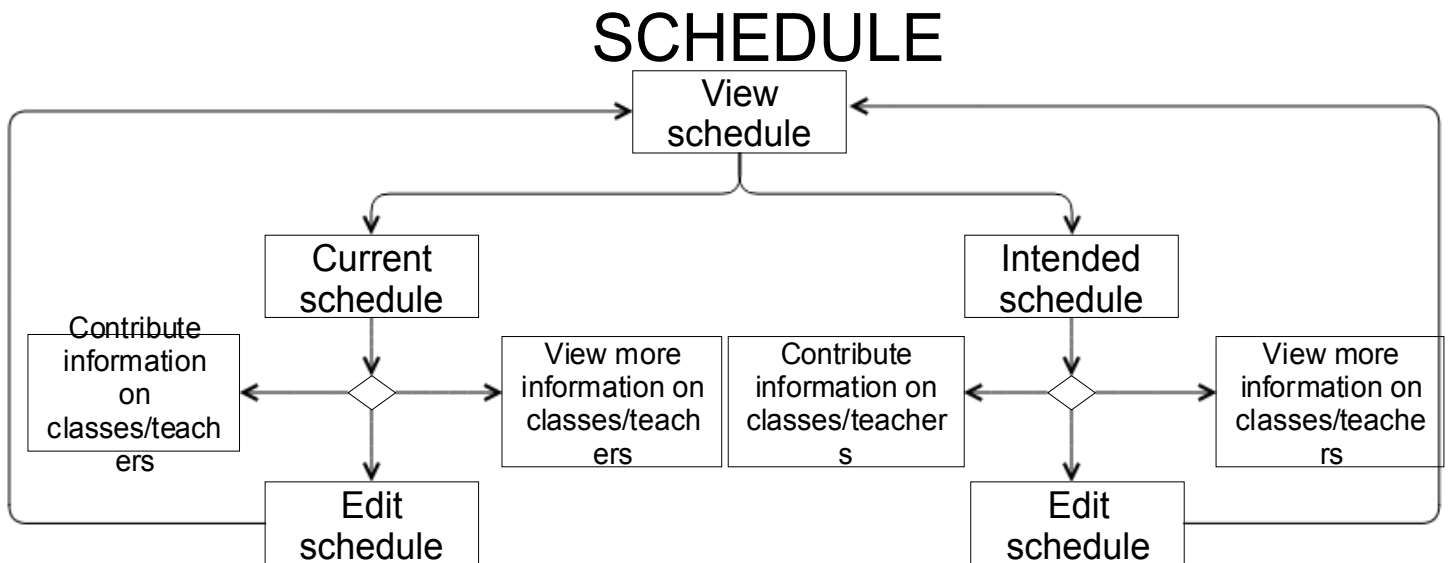 SCHEDULE
View
schedule
Current
schedule
Intended
schedule
Contribute
information
on
classes/teach
ers
View more
information on
classes/teach
ers
Contribute
information on
classes/teacher
s
View more
information on
classes/teache
rs
Edit
schedule
Edit
schedule